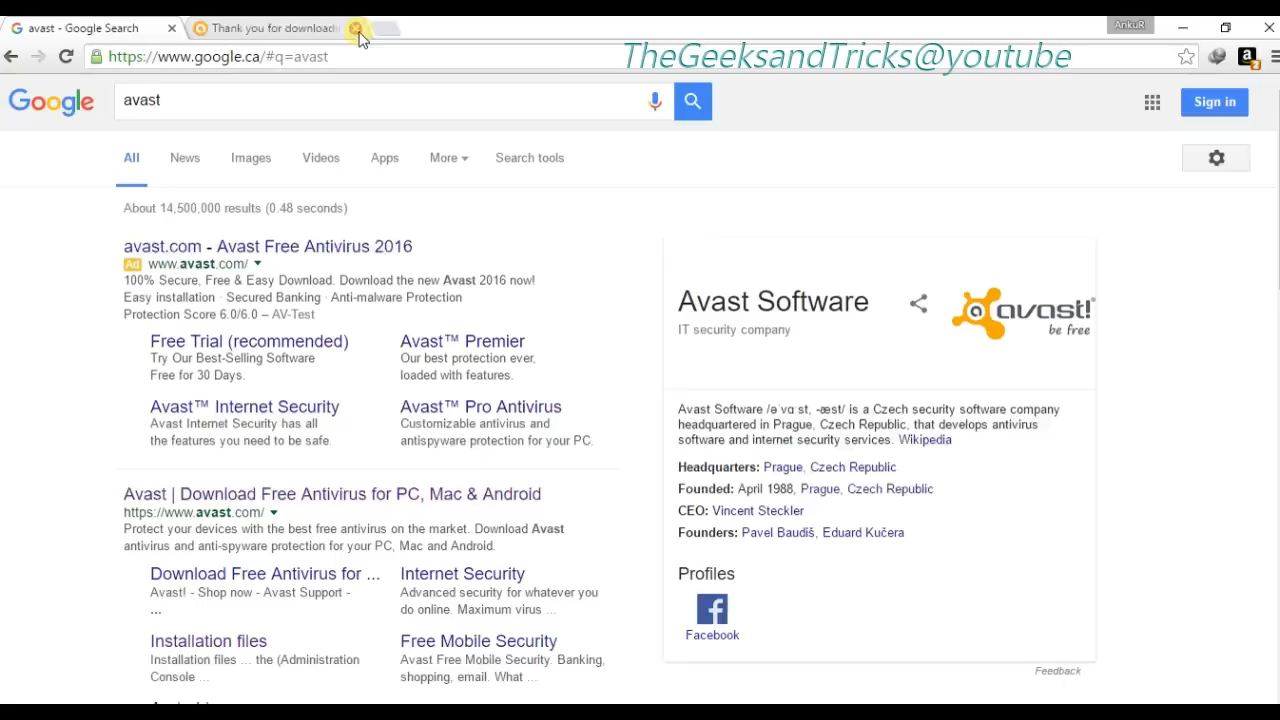 avast - Google Search
Thank you for downloadi
AnkuR
https://www.google.ca/#q=avast
TheGeeksandTricks@youtube
2
Google
avast
Sign in
All
News
Images
Videos
Apps
More
Search tools
About 14,500,000 results (0.48 seconds)
avast.com - Avast Free Antivirus 2016
Ad www.avast.com/
100% Secure, Free & Easy Download. Download the new Avast 2016 now!
Easy installation · Secured Banking · Anti-malware Protection
Protection Score 6.0/6.0 – AV-Test
Free Trial (recommended)
Try Our Best-Selling Software
Free for 30 Days.
Avast™ Premier
Our best protection ever,
loaded with features.
Avast™ Internet Security
Avast Internet Security has all
the features you need to be safe.
Avast™ Pro Antivirus
Customizable antivirus and
antispyware protection for your PC.
Avast | Download Free Antivirus for PC, Mac & Android
https://www.avast.com/
Protect your devices with the best free antivirus on the market. Download Avast
antivirus and anti-spyware protection for your PC, Mac and Android.
Download Free Antivirus for ...
Avast! - Shop now - Avast Support -
...
Internet Security
Advanced security for whatever you
do online. Maximum virus ...
Installation files
Installation files ... the (Administration
Console ...
Free Mobile Security
Avast Free Mobile Security. Banking,
shopping, email. What ...
Avast Software
IT security company
avast!
be free
Avast Software /əˈvɑ st, -æst/ is a Czech security software company
headquartered in Prague, Czech Republic, that develops antivirus
software and internet security services. Wikipedia
Headquarters: Prague, Czech Republic
Founded: April 1988, Prague, Czech Republic
CEO: Vincent Steckler
Founders: Pavel Baudiš, Eduard Kučera
Profiles
Facebook
Feedback